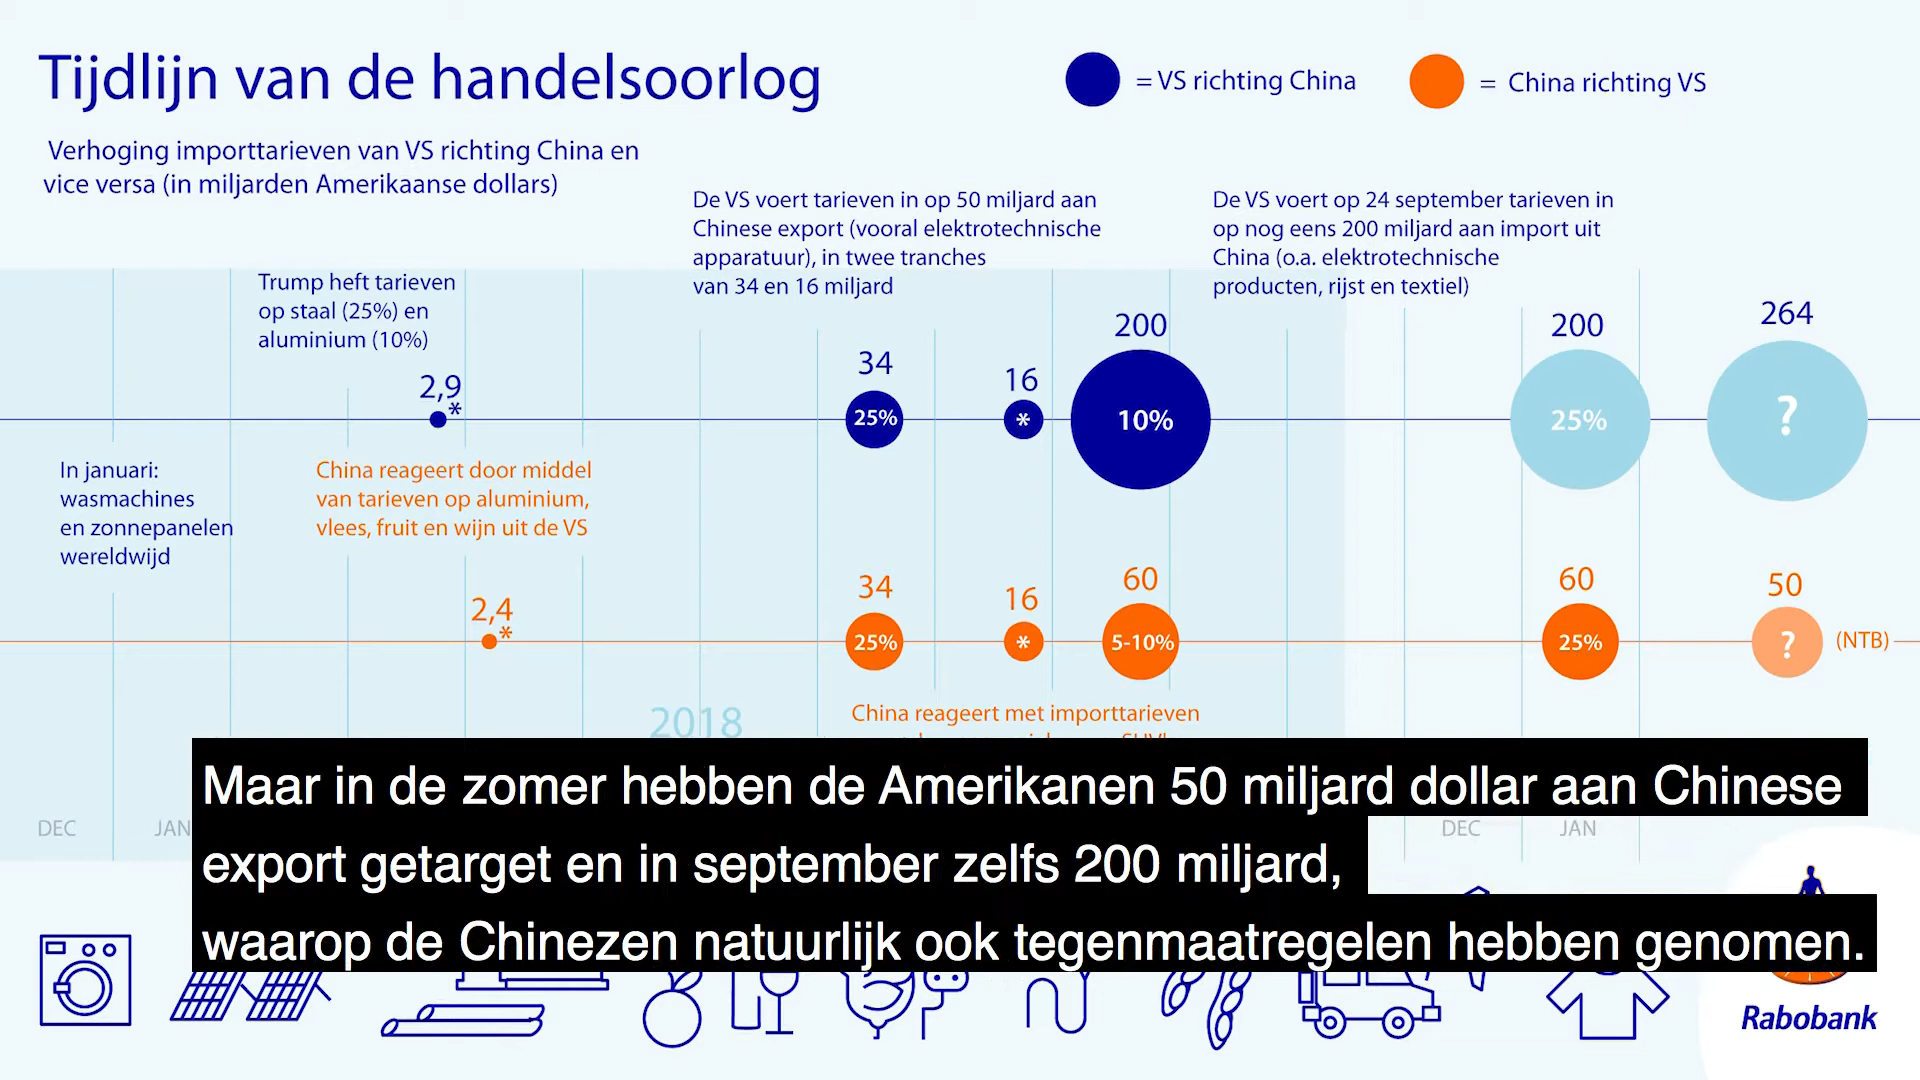 Tijdlijn van de handelsoorlog
= VS richting China
= China richting VS
Verhoging importtarieven van VS richting China en
vice versa (in miljarden Amerikaanse dollars)
De VS voert tarieven in op 50 miljard aan
Chinese export (vooral elektrotechnische
apparatuur), in twee tranches
van 34 en 16 miljard
De VS voert op 24 september tarieven in
op nog eens 200 miljard aan import uit
China (o.a. elektrotechnische
producten, rijst en textiel)
Trump heft tarieven
op staal (25%) en
aluminium (10%)
2,9
*
34
25%
16
*
200
10%
200
25%
264
?
In januari:
wasmachines
en zonnepanelen
wereldwijd
China reageert door middel
van tarieven op aluminium,
vlees, fruit en wijn uit de VS
2,4
*
34
25%
16
*
60
5-10%
60
25%
50
?
(NTB)
2018
China reageert met importtarieven
DEC
JAN
DEC
JAN
Maar in de zomer hebben de Amerikanen 50 miljard dollar aan Chinese
export getarget en in september zelfs 200 miljard,
waarop de Chinezen natuurlijk ook tegenmaatregelen hebben genomen.
Rabobank